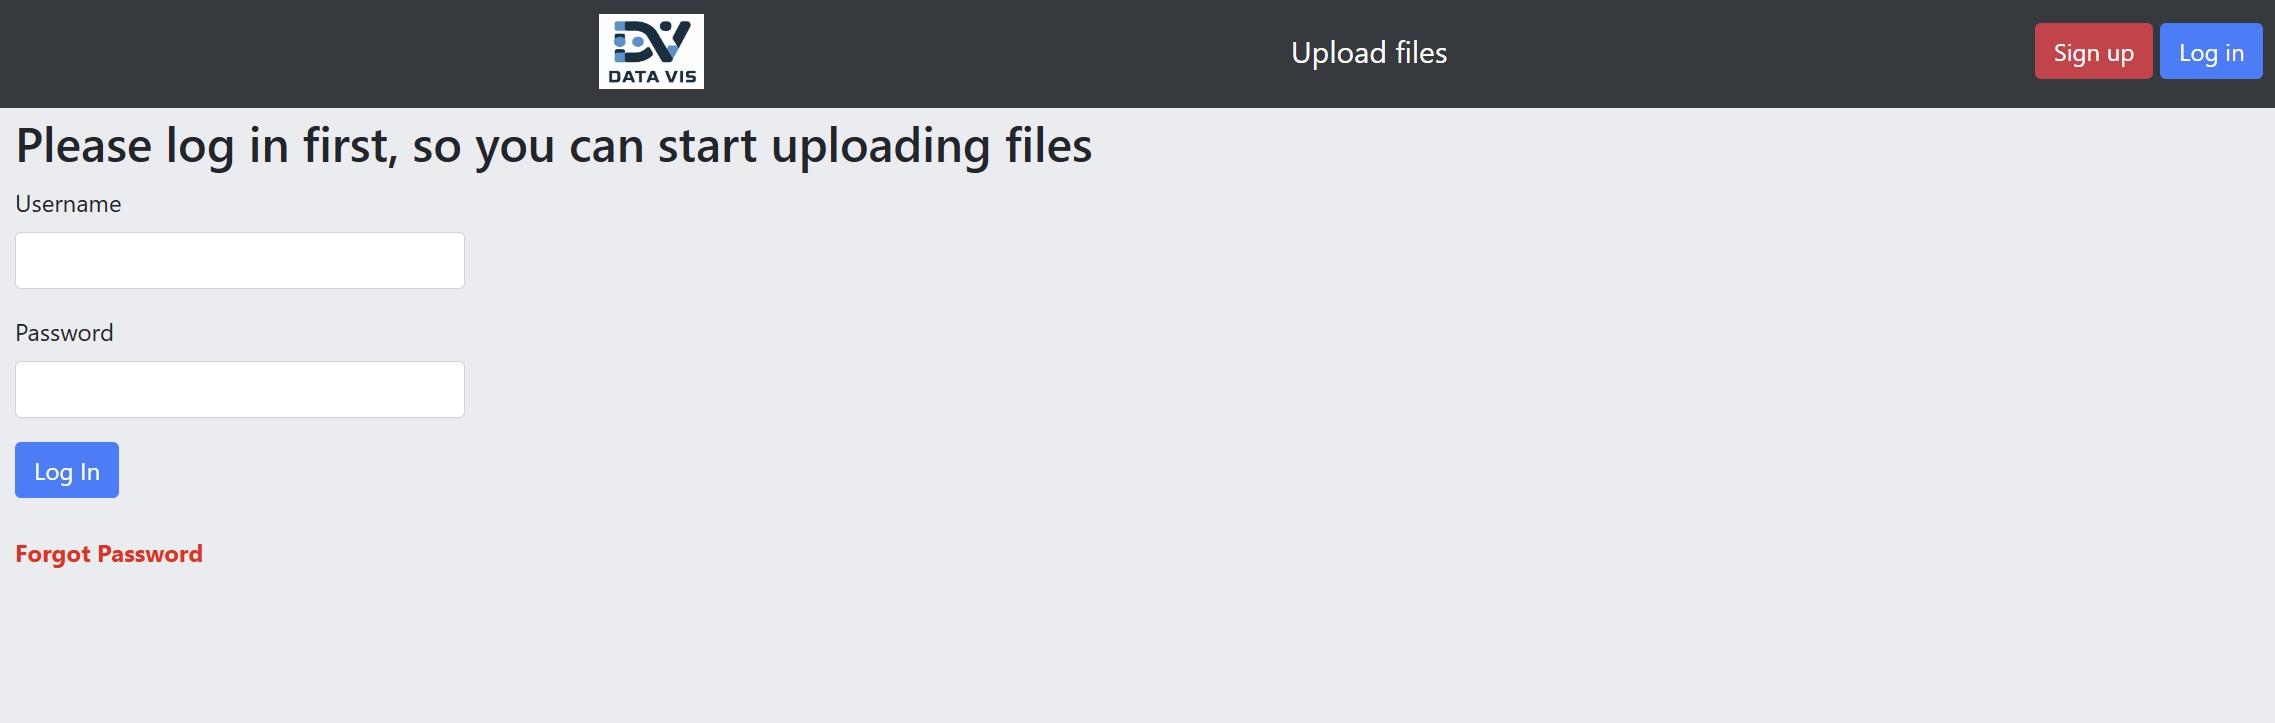 DV
DATA VIS
Upload files
Sign up
Log in
Please log in first, so you can start uploading files
Username
Password
Log In
Forgot Password